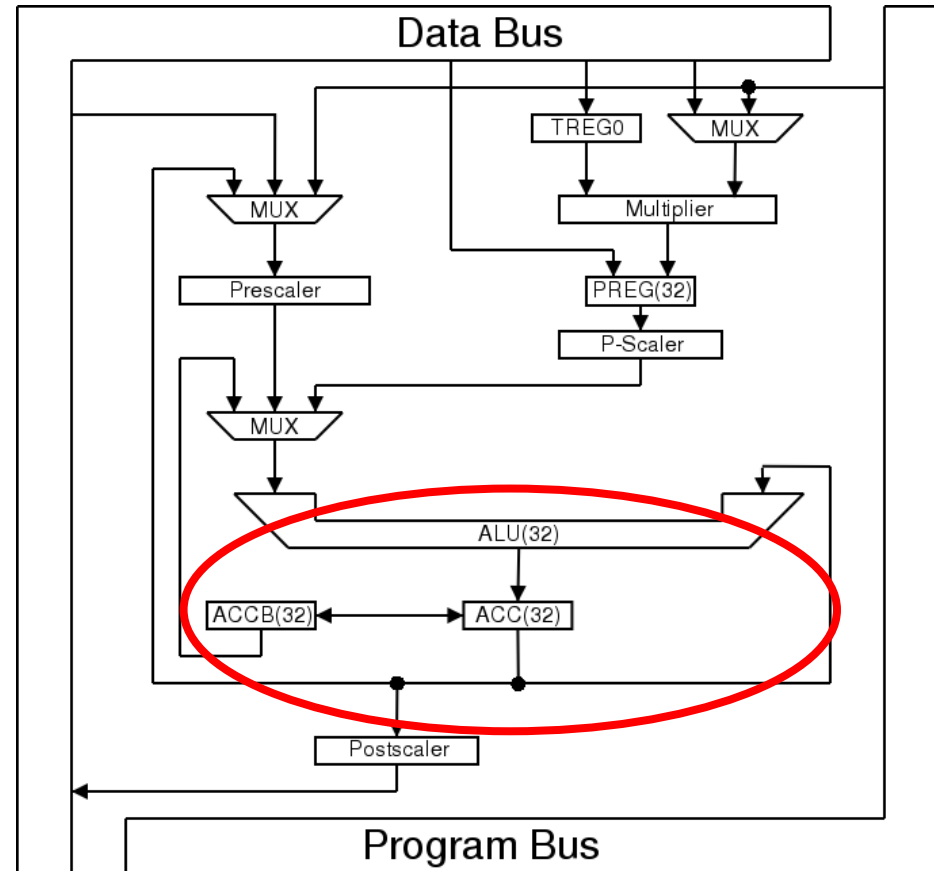 Data Bus
TREG0
MUX
MUX
Multiplier
Prescaler
PREG(32)
P-Scaler
MUX
ALU(32)
ACCB(32)
ACC(32)
Postscaler
Program Bus